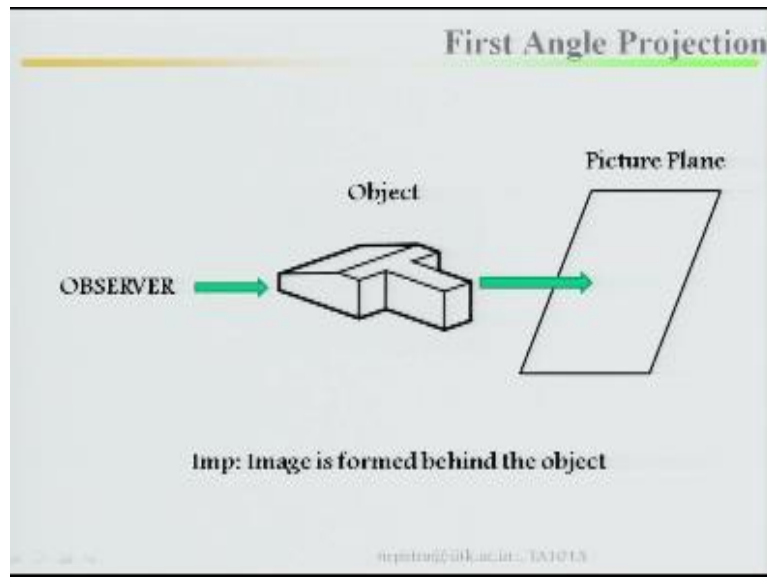 First Angle Projection
Picture Plane
Object
OBSERVER
Imp: Image is formed behind the object